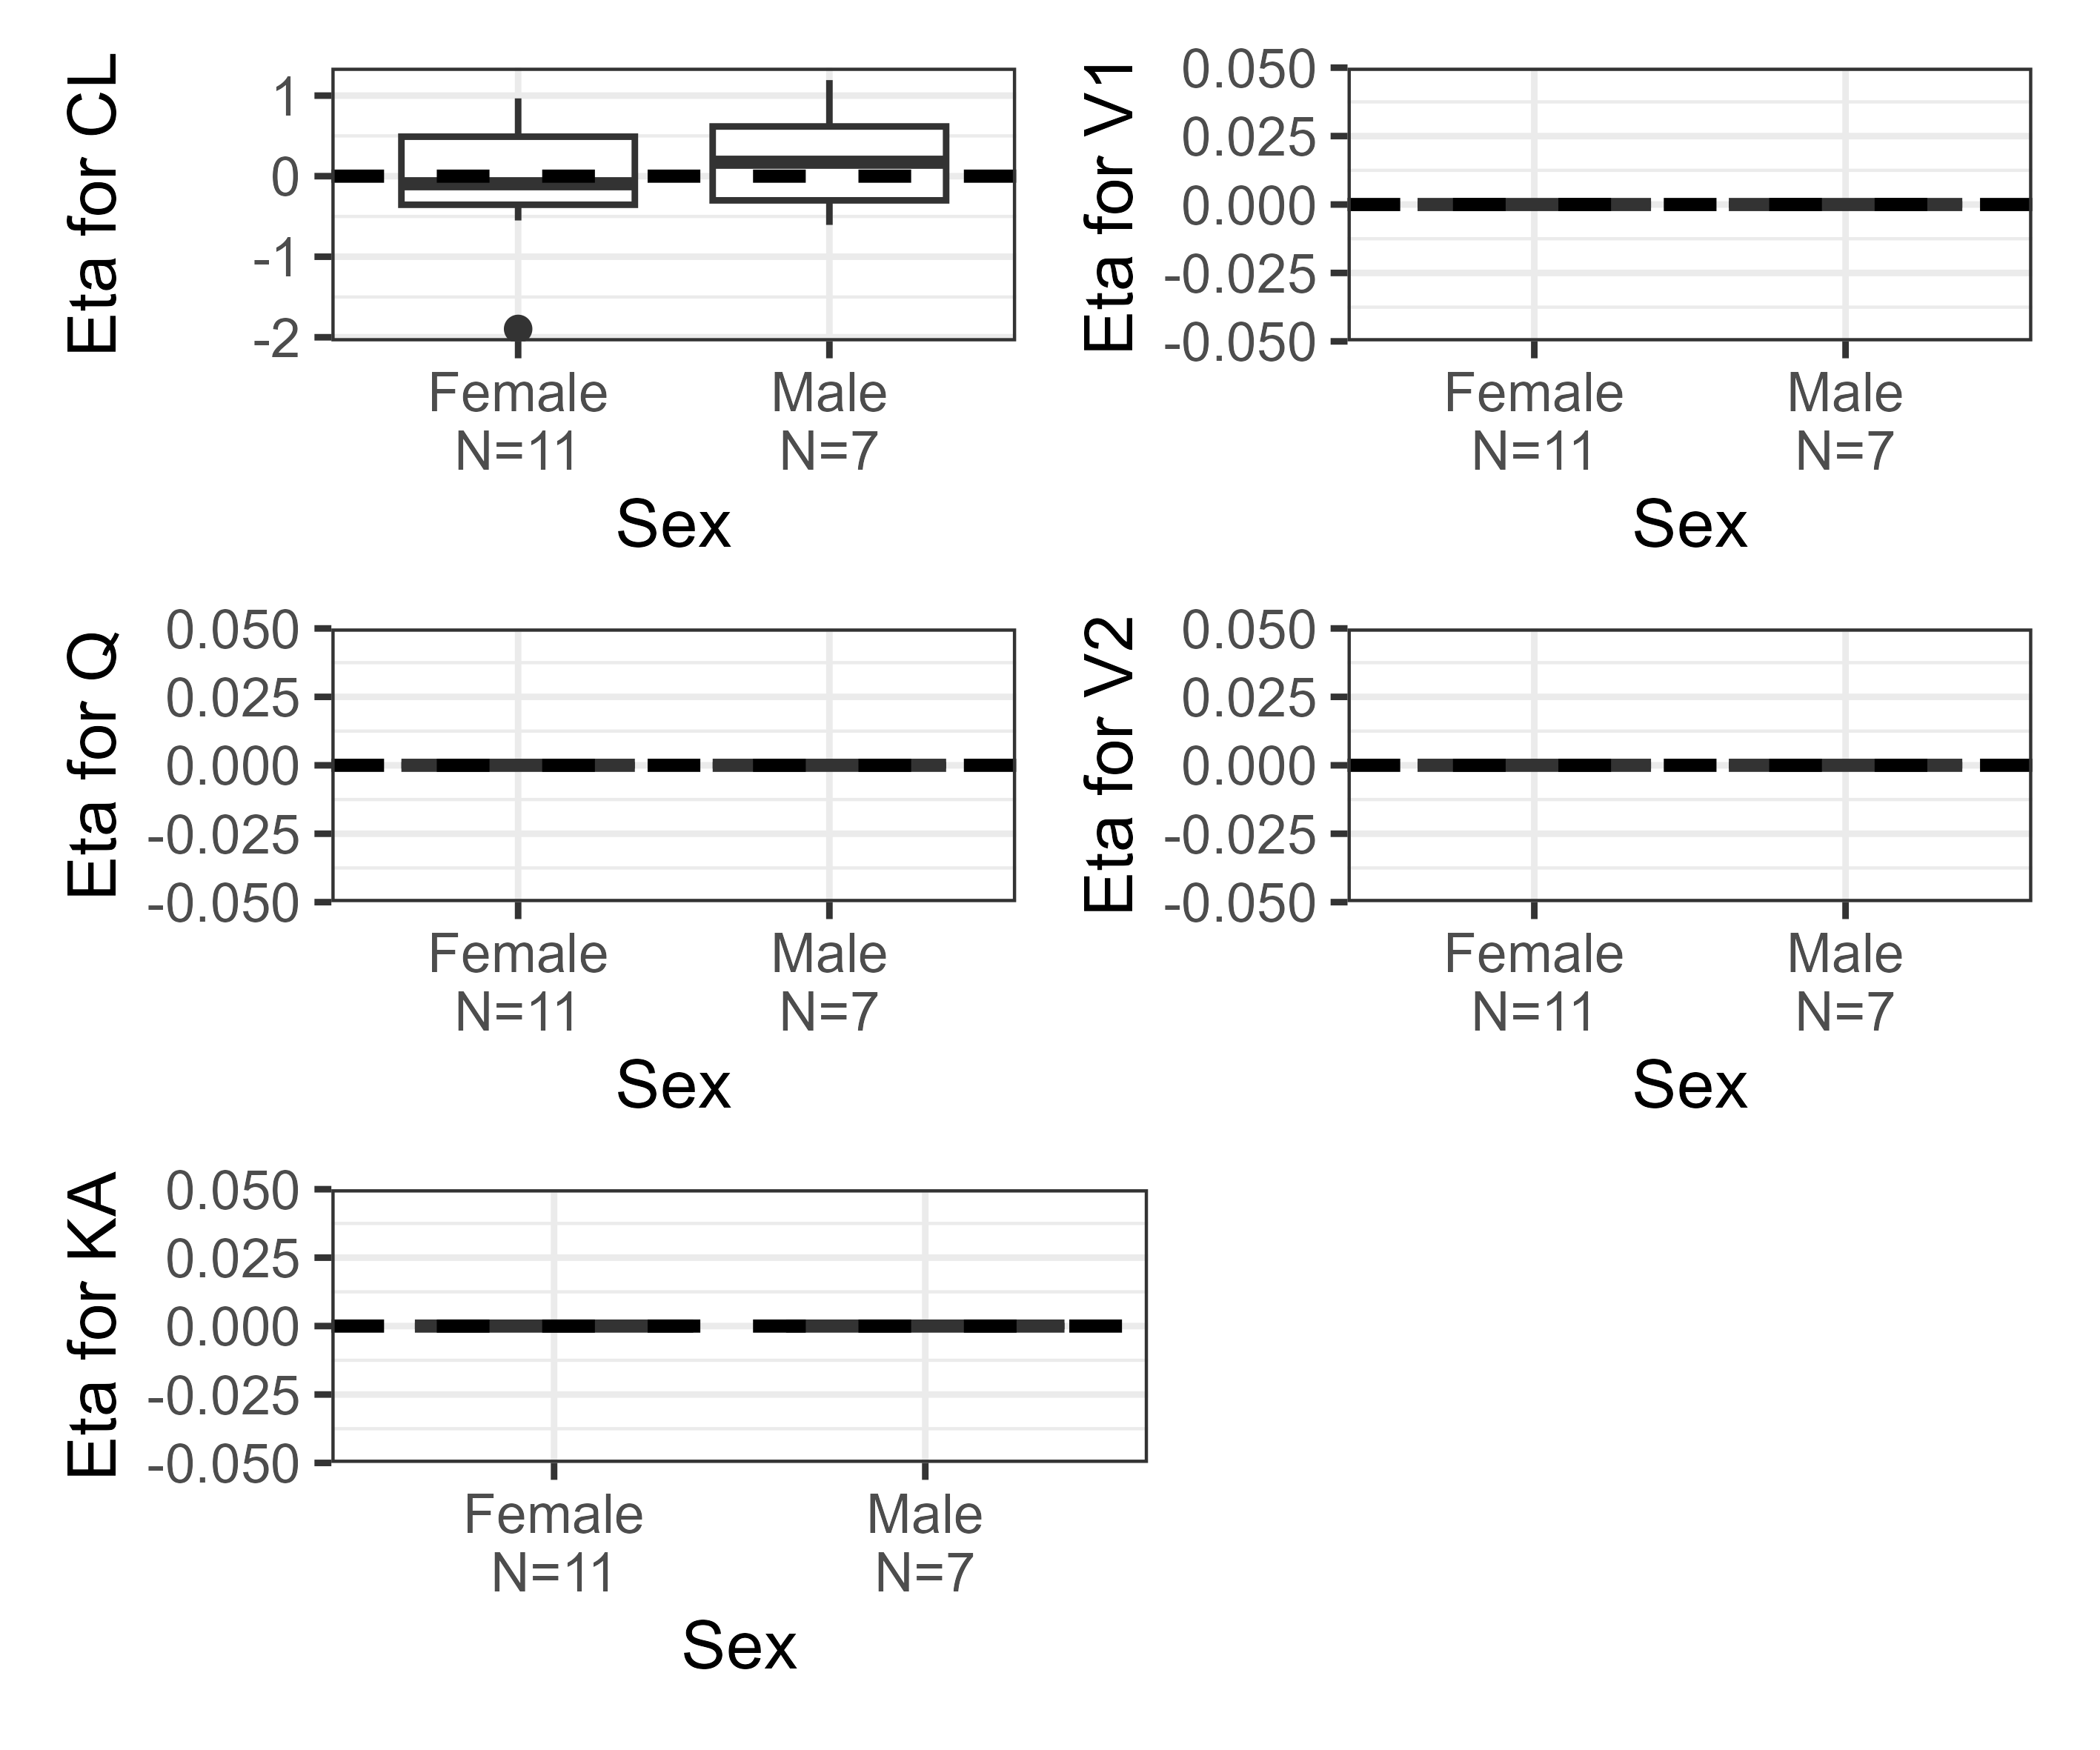 Eta for CL
1
0
-1
-2
Female
N=11
Male
N=7
Sex
Eta for V1
0.050
0.025
0.000
-0.025
-0.050
Female
N=11
Male
N=7
Sex
Eta for Q
0.050
0.025
0.000
-0.025
-0.050
Female
N=11
Male
N=7
Sex
Eta for V2
0.050
0.025
0.000
-0.025
-0.050
Female
N=11
Male
N=7
Sex
Eta for KA
0.050
0.025
0.000
-0.025
-0.050
Female
N=11
Male
N=7
Sex